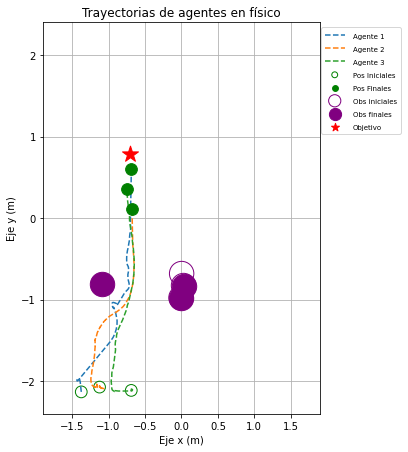 Trayectorias de agentes en físico
Agente 1
Agente 2
Agente 3
Pos Iniciales
Pos Finales
Obs Iniciales
Obs finales
Objetivo
Eje y (m)
2
1
0
−1
−2
−1.5
−1.0
−0.5
0.0
0.5
1.0
1.5
Eje x (m)